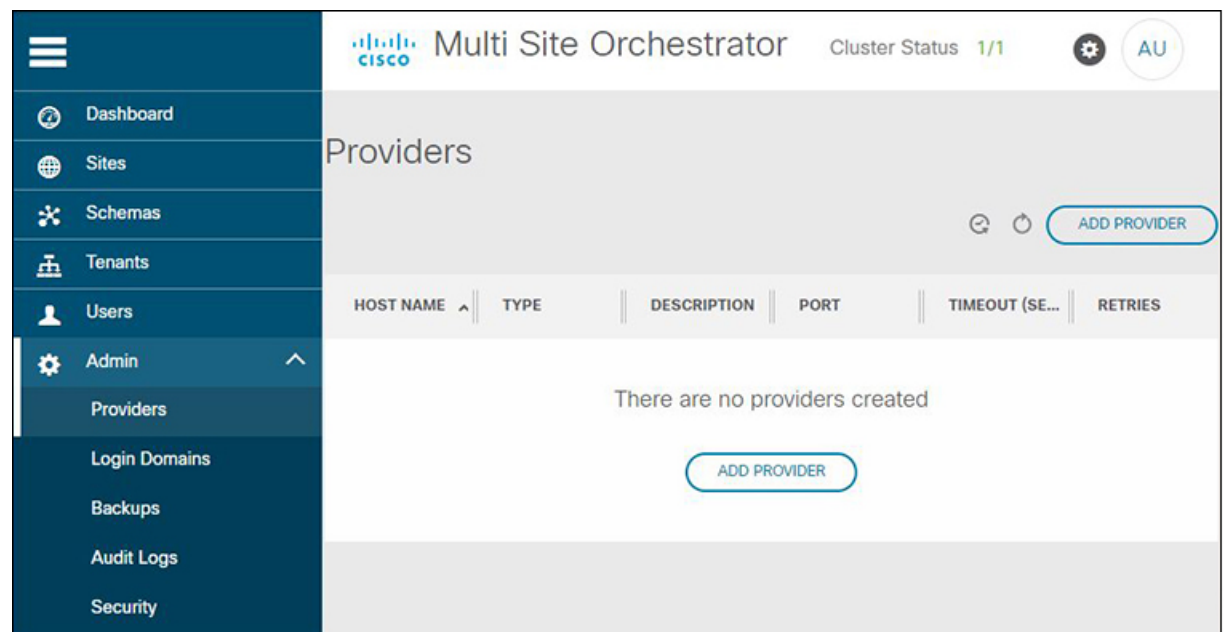 CISCO Multi Site Orchestrator Cluster Status 1/1 AU
Dashboard
Sites
Schemas
Tenants
Users
Admin
Providers
Login Domains
Backups
Audit Logs
Security
Providers
ADD PROVIDER
HOST NAME TYPE DESCRIPTION PORT TIMEOUT (SE... RETRIES
There are no providers created
ADD PROVIDER